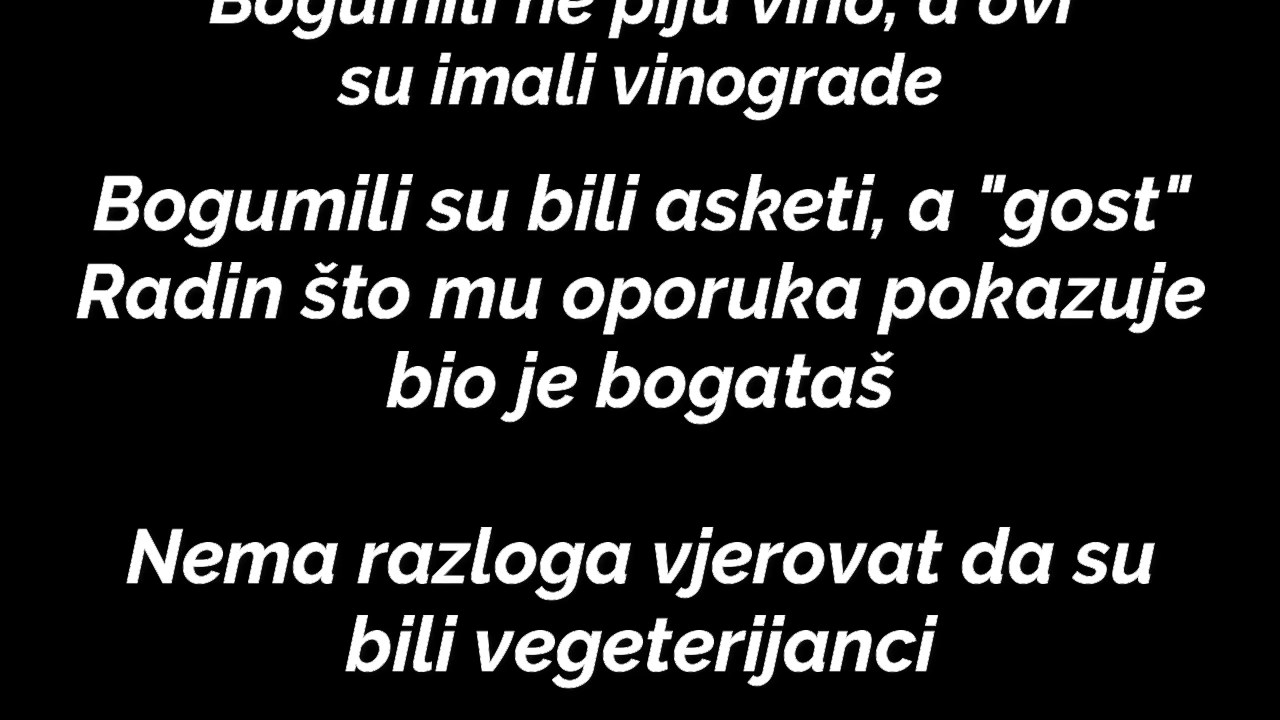 Bogumili ne piju vino, a ovi
su imali vinograde
Bogumili su bili asketi, a "gost"
Radin što mu oporuka pokazuje
bio je bogataš
Nema razloga vjerovat da su
bili vegeterijanci